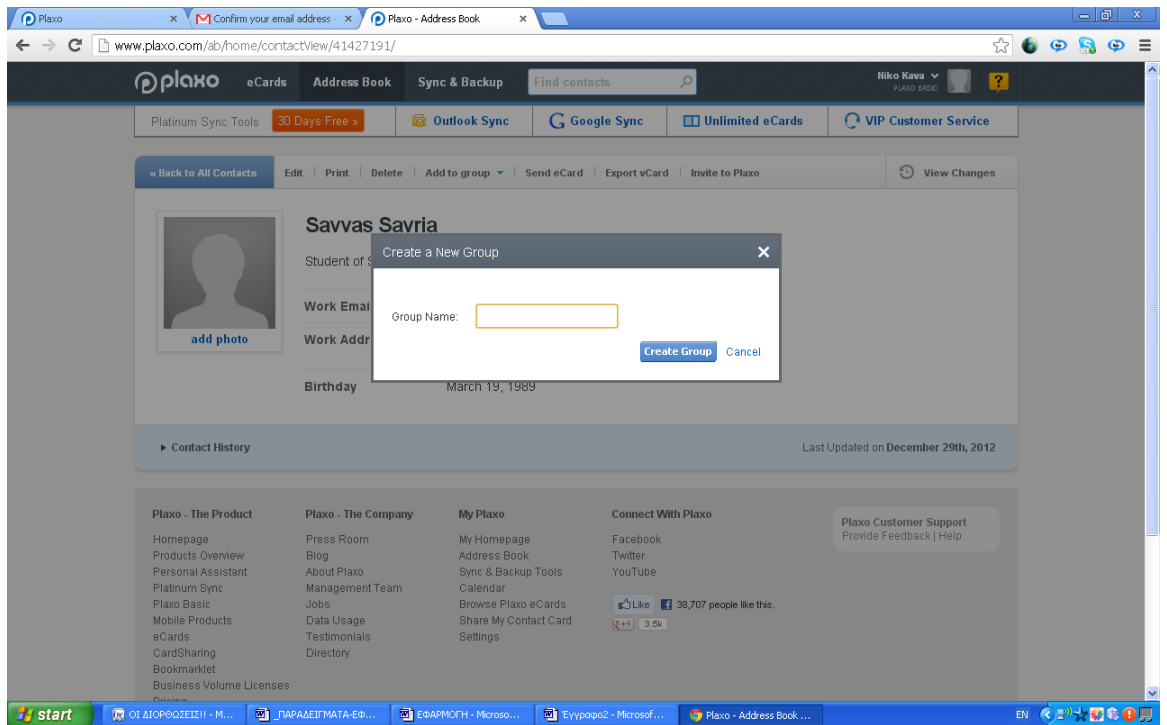 Plaxo
Confirm your email address -
Plaxo - Address Book
www.plaxo.com/ab/home/contactView/41427191/
plaxo
eCards
Address Book
Sync & Backup
Find contacts
Niko Kava
PLAXO BASIC
?
Platinum Sync Tools
30 Days Free »
Outlook Sync
G Google Sync
Unlimited eCards
VIP Customer Service
« Back to All Contacts
Edit | Print | Delete | Add to group | Send eCard | Export vCard | Invite to Plaxo
View Changes
Savvas Savria
Student of S
Create a New Group
Group Name:
Create Group
Cancel
Work Emai
add photo
Work Addr
Birthday
March 19, 1989
Contact History
Last Updated on December 29th, 2012
Plaxo - The Product
Homepage
Products Overview
Personal Assistant
Platinum Sync
Plaxo Basic
Mobile Products
eCards
CardSharing
Bookmarklet
Business Volume Licenses
Pricing
Plaxo - The Company
Press Room
Blog
About Plaxo
Management Team
Jobs
Data Usage
Testimonials
Directory
My Plaxo
My Homepage
Address Book
Sync & Backup Tools
Calendar
Browse Plaxo eCards
Share My Contact Card
Settings
Connect With Plaxo
Facebook
Twitter
YouTube
Like
38,707 people like this.
+1
3.5k
Plaxo Customer Support
Provide Feedback | Help
start
ΟΙ ΔΙΟΡΘΩΣΕΙΣ!! - M...
_ΠΑΡΑΔΕΙΓΜΑΤΑ-ΕΦ...
ΕΦΑΡΜΟΓΗ - Microso...
Έγγραφο2 - Microsof...
Plaxo - Address Book ...
EN